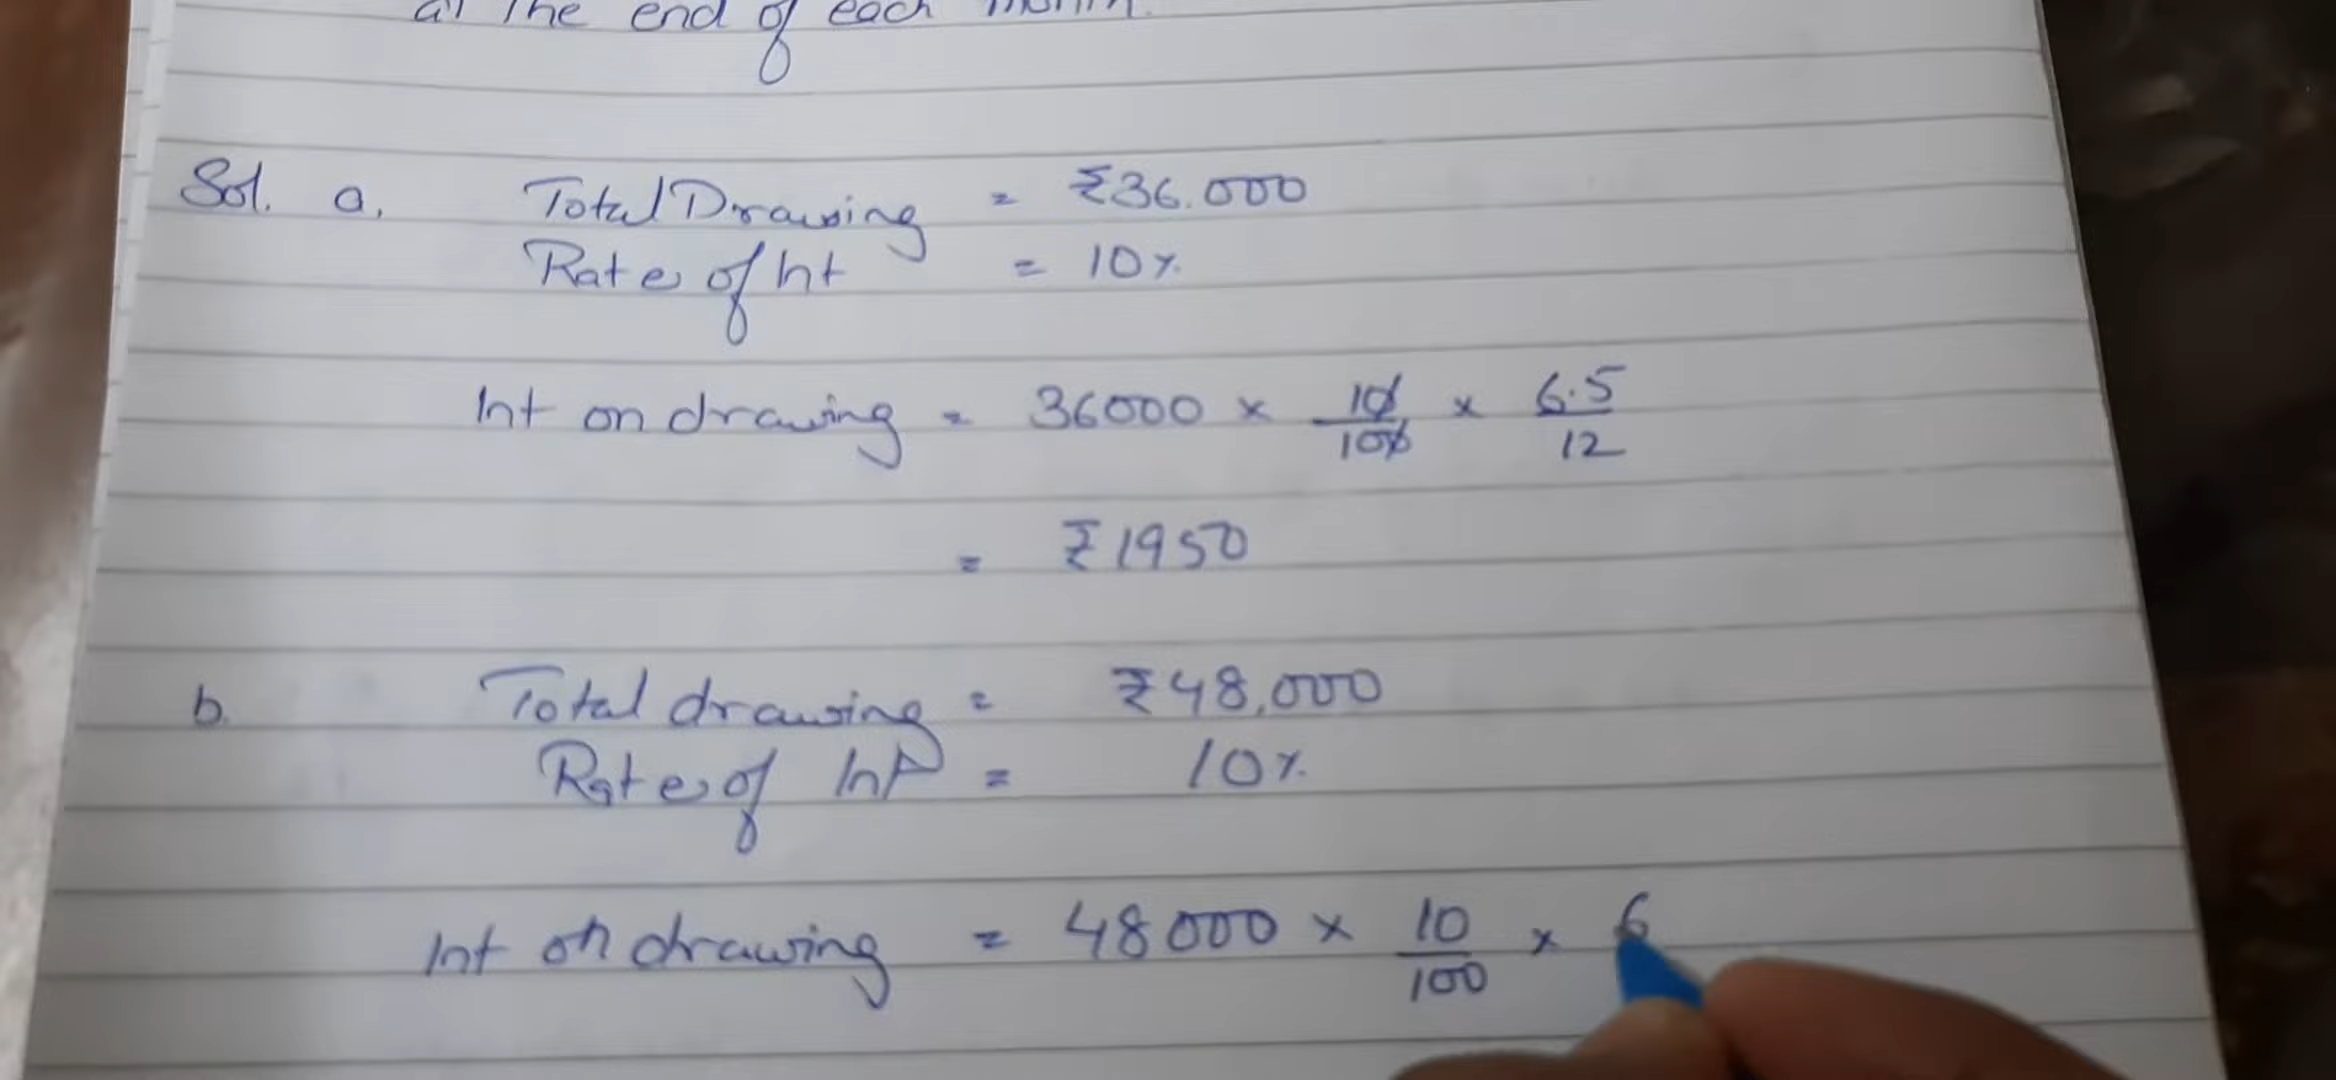 at the end of each month.
Sol. a. Total Drawing = ₹36.000
Rate of Int = 10%
Int on drawing = 36000 × 10/100 × 6.5/12
= ₹1950
b. Total drawing = ₹48,000
Rate of Int = 10%
Int on drawing = 48000 × 10/100 × 6